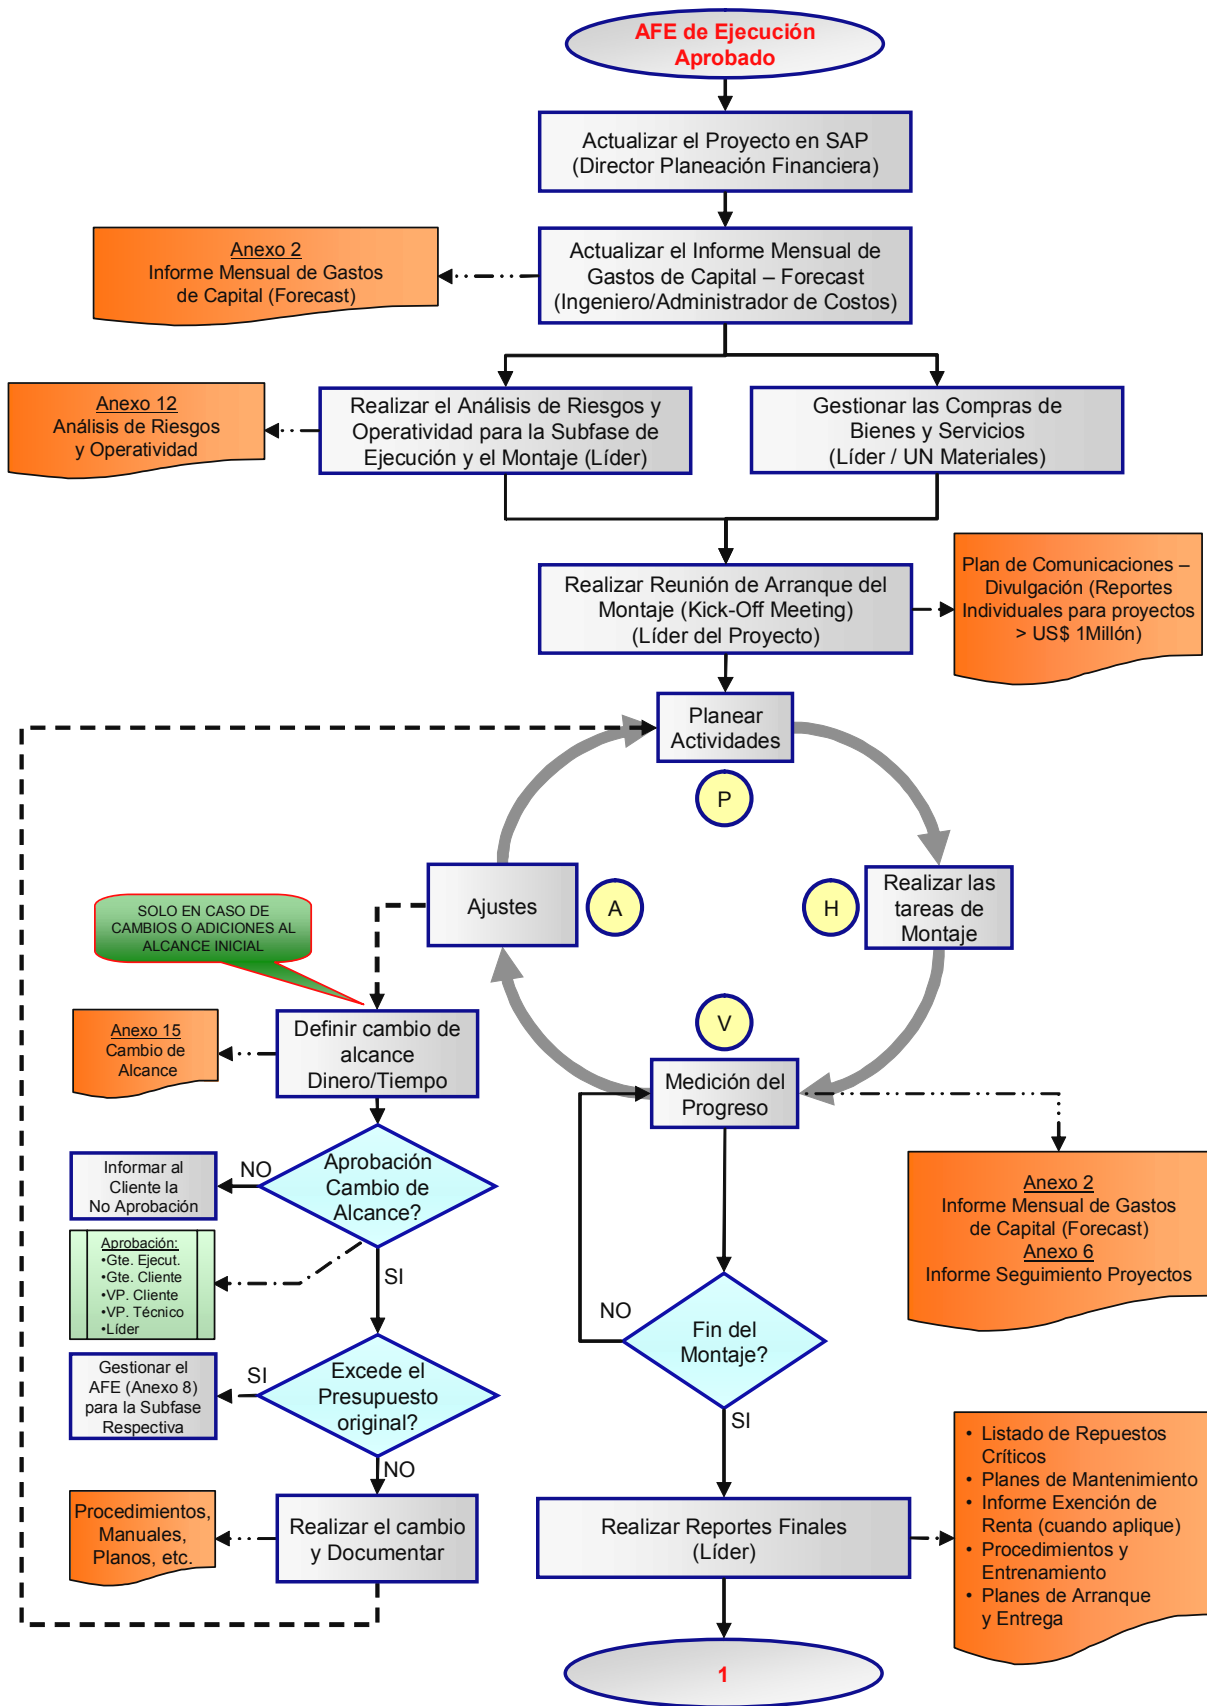 AFE de Ejecución
Aprobado
Actualizar el Proyecto en SAP
(Director Planeación Financiera)
Anexo 2
Informe Mensual de Gastos
de Capital (Forecast)
Actualizar el Informe Mensual de
Gastos de Capital – Forecast
(Ingeniero/Administrador de Costos)
Anexo 12
Análisis de Riesgos
y Operatividad
Realizar el Análisis de Riesgos y
Operatividad para la Subfase de
Ejecución y el Montaje (Líder)
Gestionar las Compras de
Bienes y Servicios
(Líder / UN Materiales)
Realizar Reunión de Arranque del
Montaje (Kick-Off Meeting)
(Líder del Proyecto)
Plan de Comunicaciones –
Divulgación (Reportes
Individuales para proyectos
> US$ 1Millón)
Planear
Actividades
P
Ajustes
A
H
Realizar las
tareas de
Montaje
SOLO EN CASO DE
CAMBIOS O ADICIONES AL
ALCANCE INICIAL
V
Anexo 15
Cambio de
Alcance
Definir cambio de
alcance
Dinero/Tiempo
Medición del
Progreso
Informar al
Cliente la
No Aprobación
NO
Aprobación
Cambio de
Alcance?
Anexo 2
Informe Mensual de Gastos
de Capital (Forecast)
Anexo 6
Informe Seguimiento Proyectos
Aprobación:
•Gte. Ejecut.
•Gte. Cliente
•VP. Cliente
•VP. Técnico
•Líder
SI
NO
Fin del
Montaje?
Gestionar el
AFE (Anexo 8)
para la Subfase
Respectiva
SI
Excede el
Presupuesto
original?
SI
NO
Procedimientos,
Manuales,
Planos, etc.
Realizar el cambio
y Documentar
Realizar Reportes Finales
(Líder)
• Listado de Repuestos
Críticos
• Planes de Mantenimiento
• Informe Exención de
Renta (cuando aplique)
• Procedimientos y
Entrenamiento
• Planes de Arranque
y Entrega
1